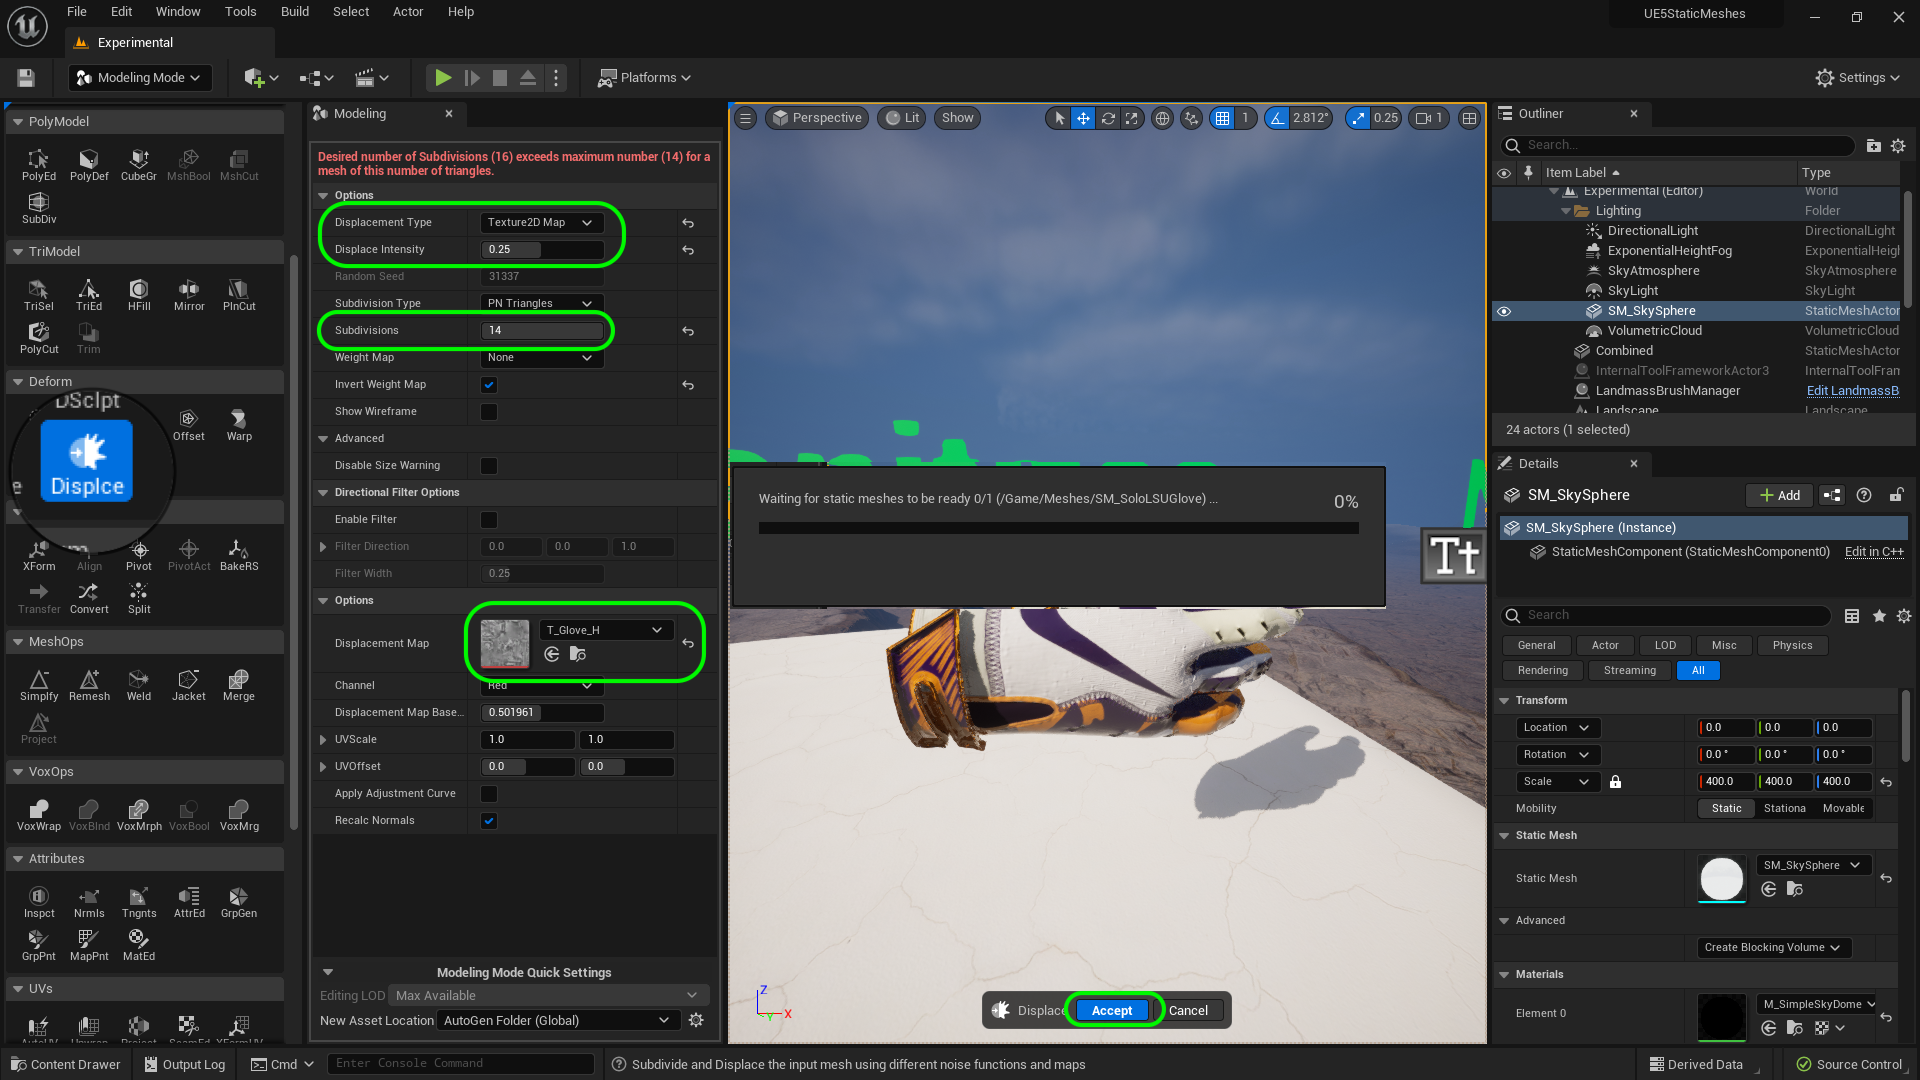 File Edit Window Tools Build Select Actor Help
UE5StaticMeshes
Experimental
Modeling Mode
Platforms
Settings
PolyModel
PolyEd PolyDef CubeGr MshBool MshCut
SubDiv
TriModel
TriSel TriEd HFill Mirror PlnCut
PolyCut Trim
Deform
DSclpt
Offset Warp
e Displce
XForm Align Pivot PivotAct BakeRS
Transfer Convert Split
MeshOps
Simplfy Remesh Weld Jacket Merge
Project
VoxOps
VoxWrap VoxBlnd VoxMrph VoxBool VoxMrg
Attributes
Inspct Nrmls Tngnts AttrEd GrpGen
GrpPnt MapPnt MatEd
UVs
AutoUV Unwrap Project SeamEd XFormUV
Modeling
Desired number of Subdivisions (16) exceeds maximum number (14) for a
mesh of this number of triangles.
Options
Displacement Type Texture2D Map
Displace Intensity 0.25
Random Seed 31337
Subdivision Type PN Triangles
Subdivisions 14
Weight Map None
Invert Weight Map
Show Wireframe
Advanced
Disable Size Warning
Directional Filter Options
Enable Filter
Filter Direction 0.0 0.0 1.0
Filter Width 0.25
Options
Displacement Map T_Glove_H
Channel Red
Displacement Map Base... 0.501961
UVScale 1.0 1.0
UVOffset 0.0 0.0
Apply Adjustment Curve
Recalc Normals
Modeling Mode Quick Settings
Editing LOD Max Available
New Asset Location AutoGen Folder (Global)
Perspective Lit Show 1 2.812° 0.25 1
Waiting for static meshes to be ready 0/1 (/Game/Meshes/SM_SoloLSUGlove) ...
0%
Tt
Z
Y X
Displace Accept Cancel
Outliner
Search...
Item Label Type
Experimental (Editor) World
Lighting Folder
DirectionalLight DirectionalLight
ExponentialHeightFog ExponentialHeigh
SkyAtmosphere SkyAtmosphere
SkyLight SkyLight
SM_SkySphere StaticMeshActor
VolumetricCloud VolumetricCloud
Combined StaticMeshActor
InternalToolFrameworkActor3 InternalToolFran
LandmassBrushManager Edit LandmassB
Landscape Landscape
24 actors (1 selected)
Details
SM_SkySphere Add
SM_SkySphere (Instance)
StaticMeshComponent (StaticMeshComponent0) Edit in C++
Search
General Actor LOD Misc Physics
Rendering Streaming All
Transform
Location 0.0 0.0 0.0
Rotation 0.0 ° 0.0 ° 0.0 °
Scale 400.0 400.0 400.0
Mobility Static Stationa Movable
Static Mesh
Static Mesh SM_SkySphere
Advanced
Create Blocking Volume
Materials
Element 0 M_SimpleSkyDome
Content Drawer Output Log Cmd Enter Console Command Subdivide and Displace the input mesh using different noise functions and maps Derived Data Source Control